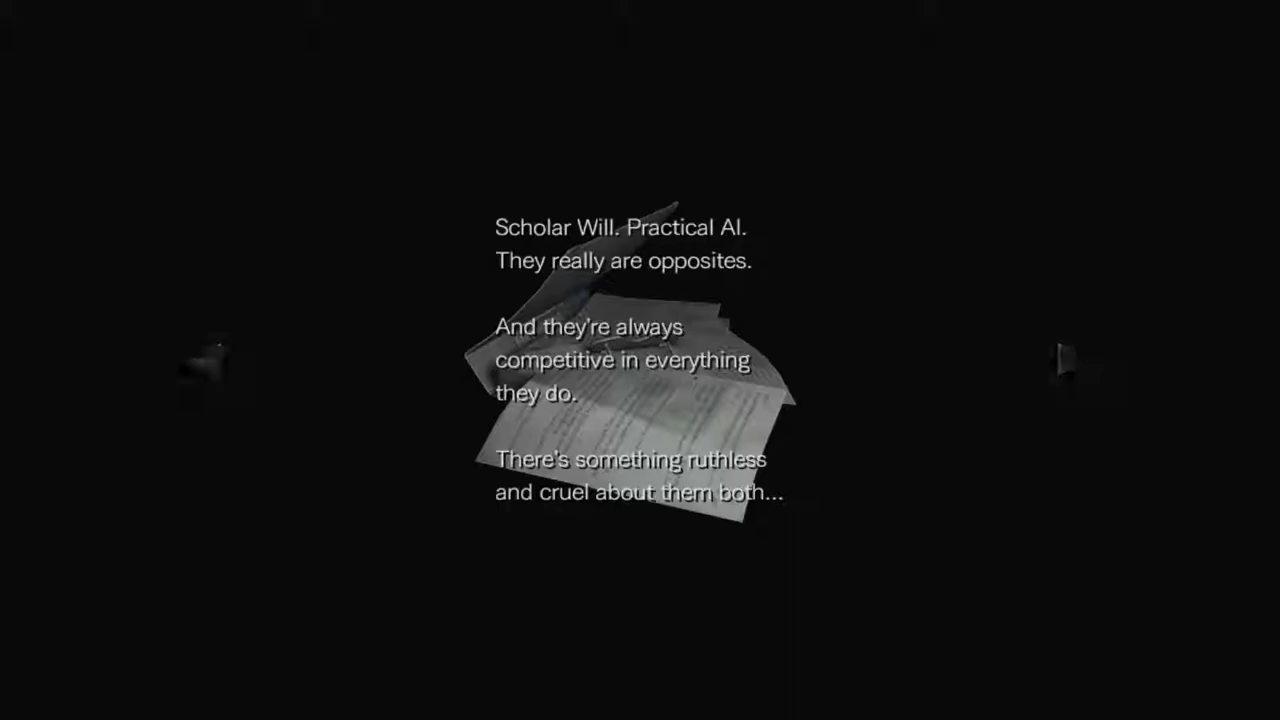 Scholar Will. Practical Al.
They really are opposites.
And they're always
competitive in everything
they do.
There's something ruthless
and cruel about them both...